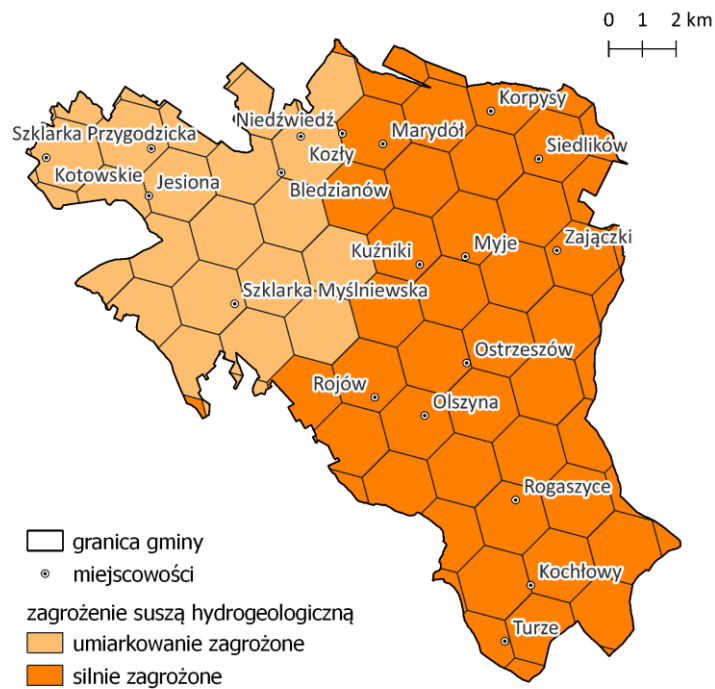 0 1 2 km
Korpysy
Niedźwiedź
Szklarka Przygodzicka
Marydół
Siedlików
Kozły
Kotowskie
Jesiona
Bledzianów
Zajączki
Kuźniki
Myje
Szklarka Myślniewska
Ostrzeszów
Rojów
Olszyna
Rogaszyce
granica gminy
miejscowości
Kochłowy
zagrożenie suszą hydrogeologiczną
Turze
umiarkowanie zagrożone
silnie zagrożone